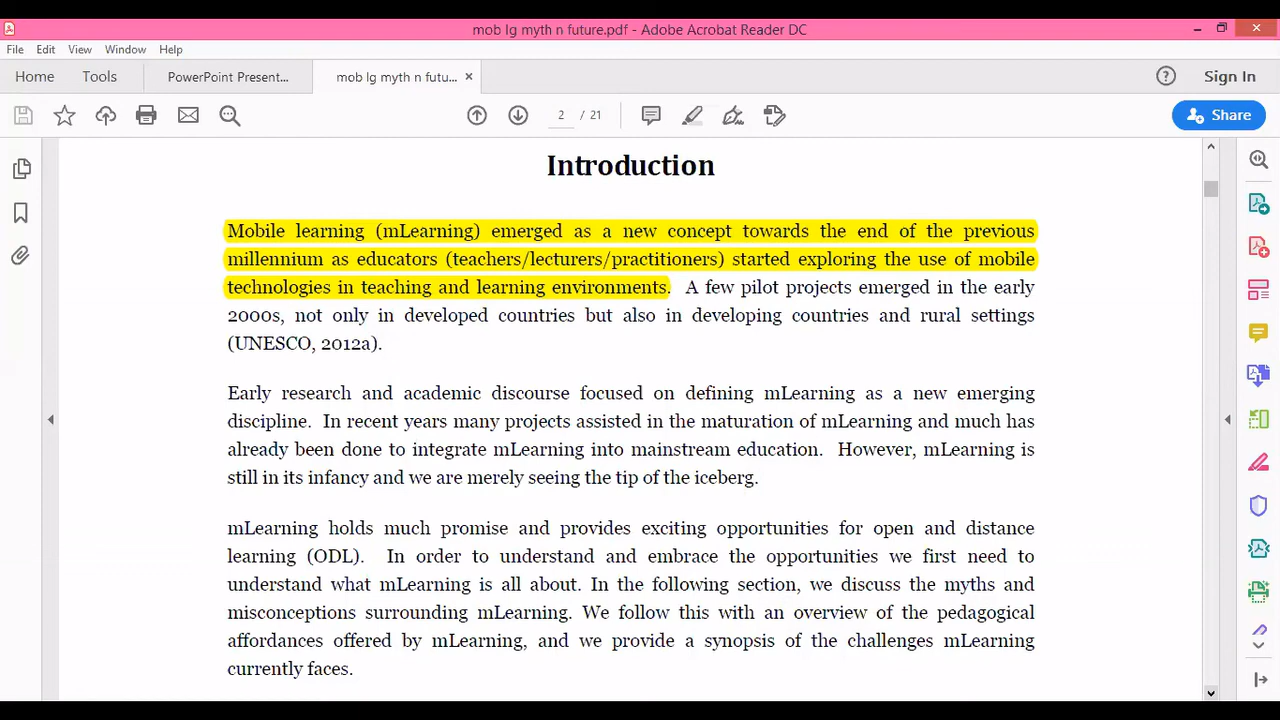 mob lg myth n future.pdf - Adobe Acrobat Reader DC
File Edit View Window Help
Home Tools PowerPoint Present... mob lg myth n futu... Sign In
2 / 21 Share
Introduction
Mobile learning (mLearning) emerged as a new concept towards the end of the previous
millennium as educators (teachers/lecturers/practitioners) started exploring the use of mobile
technologies in teaching and learning environments. A few pilot projects emerged in the early
2000s, not only in developed countries but also in developing countries and rural settings
(UNESCO, 2012a).
Early research and academic discourse focused on defining mLearning as a new emerging
discipline. In recent years many projects assisted in the maturation of mLearning and much has
already been done to integrate mLearning into mainstream education. However, mLearning is
still in its infancy and we are merely seeing the tip of the iceberg.
mLearning holds much promise and provides exciting opportunities for open and distance
learning (ODL). In order to understand and embrace the opportunities we first need to
understand what mLearning is all about. In the following section, we discuss the myths and
misconceptions surrounding mLearning. We follow this with an overview of the pedagogical
affordances offered by mLearning, and we provide a synopsis of the challenges mLearning
currently faces.